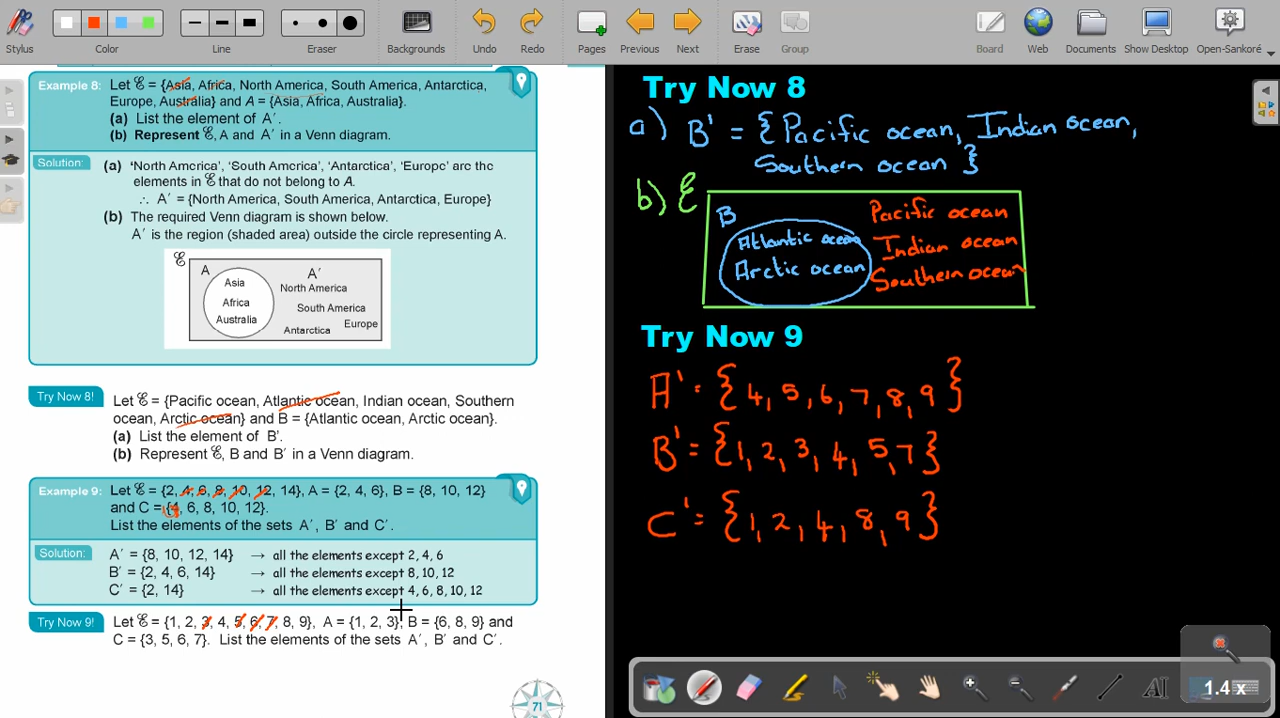 Stylus Color Line Eraser Backgrounds Undo Redo Pages Previous Next Erase Group Board Web Documents Show Desktop Open-Sankoré
Example 8: Let ℰ = {Asia, Africa, North America, South America, Antarctica,
Europe, Australia} and A = {Asia, Africa, Australia}.
(a) List the element of A′.
(b) Represent ℰ, A and A′ in a Venn diagram.
Solution: (a) 'North America', 'South America', 'Antarctica', 'Europe' are the
elements in ℰ that do not belong to A.
∴ A′ = {North America, South America, Antarctica, Europe}
(b) The required Venn diagram is shown below.
A′ is the region (shaded area) outside the circle representing A.
ℰ
A A′
Asia North America
Africa South America
Australia Antarctica Europe
Try Now 8! Let ℰ = {Pacific ocean, Atlantic ocean, Indian ocean, Southern
ocean, Arctic ocean} and B = {Atlantic ocean, Arctic ocean}.
(a) List the element of B'.
(b) Represent ℰ, B and B′ in a Venn diagram.
Example 9: Let ℰ = {2, 4, 6, 8, 10, 12, 14}, A = {2, 4, 6}, B = {8, 10, 12}
and C = {4, 6, 8, 10, 12}.
List the elements of the sets A′, B′ and C′.
Solution: A′ = {8, 10, 12, 14} → all the elements except 2, 4, 6
B′ = {2, 4, 6, 14} → all the elements except 8, 10, 12
C′ = {2, 14} → all the elements except 4, 6, 8, 10, 12
Try Now 9! Let ℰ = {1, 2, 3, 4, 5, 6, 7, 8, 9}, A = {1, 2, 3}, B = {6, 8, 9} and
C = {3, 5, 6, 7}. List the elements of the sets A′, B′ and C′.
71
Try Now 8
a) B' = {Pacific ocean, Indian ocean,
Southern ocean }
b) ℰ
B Pacific ocean
Atlantic ocean Indian ocean
Arctic ocean Southern ocean
Try Now 9
A' = {4, 5, 6, 7, 8, 9}
B' = {1, 2, 3, 4, 5, 7}
C' = {1, 2, 4, 8, 9}
1.4 x